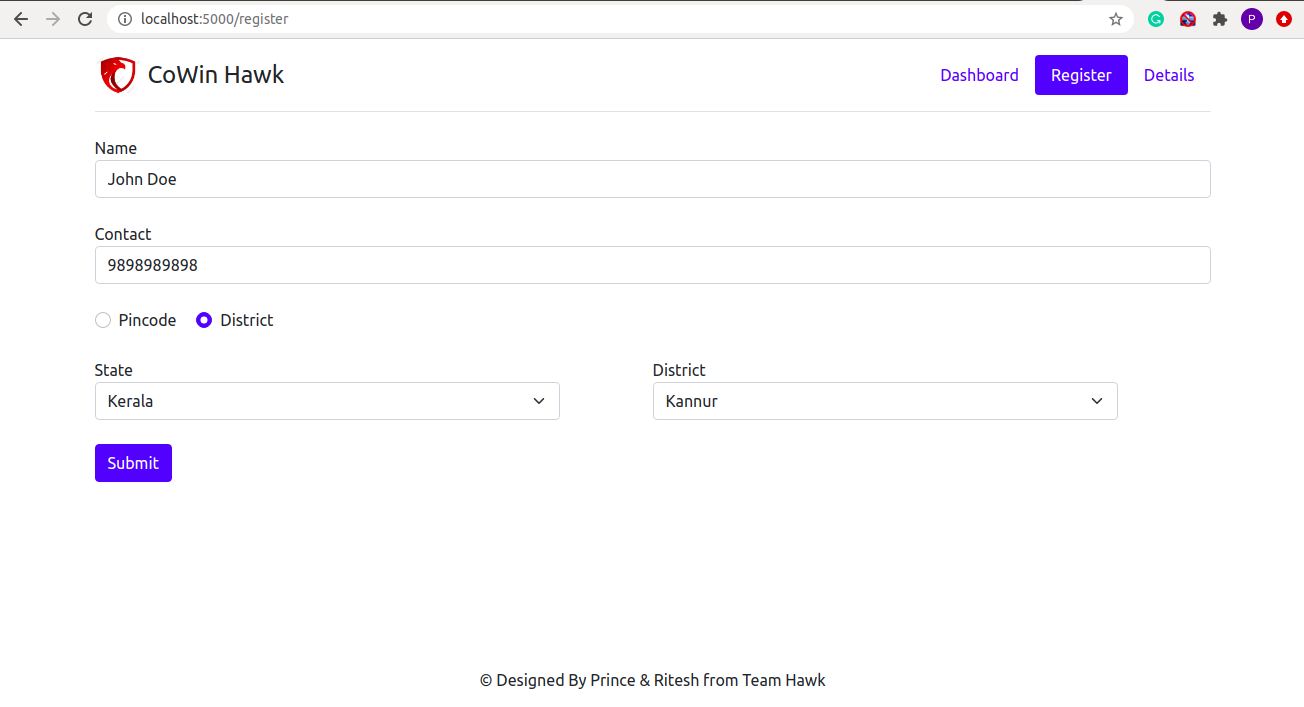 localhost:5000/register
P
CoWin Hawk
Dashboard Register Details
Name
John Doe
Contact
9898989898
Pincode District
State District
Kerala Kannur
Submit
© Designed By Prince & Ritesh from Team Hawk